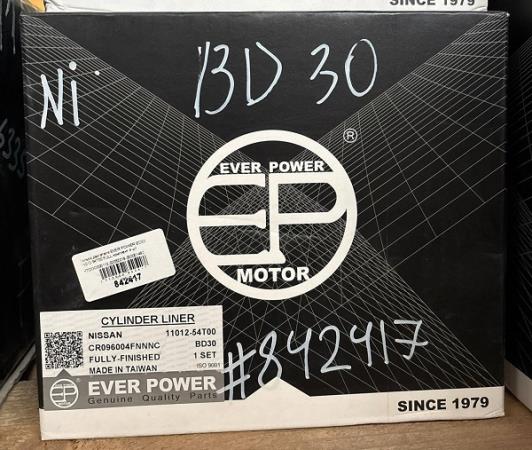 SINCE 1979
Ni
BD 30
®
EVER POWER
EP
MOTOR
842417
CYLINDER LINER
NISSAN 11012-54T00
CR096004FNNNC BD30
FULLY-FINISHED 1 SET
MADE IN TAIWAN ISO 9001
EVER POWER
Genuine Quality Parts
#842417
SINCE 1979